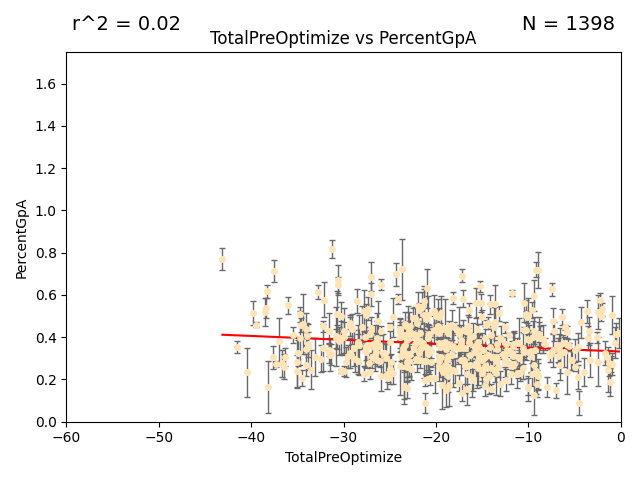 r^2 = 0.02
N = 1398
TotalPreOptimize vs PercentGpA
PercentGpA
1.6
1.4
1.2
1.0
0.8
0.6
0.4
0.2
0.0
−60 −50 −40 −30 −20 −10 0
TotalPreOptimize